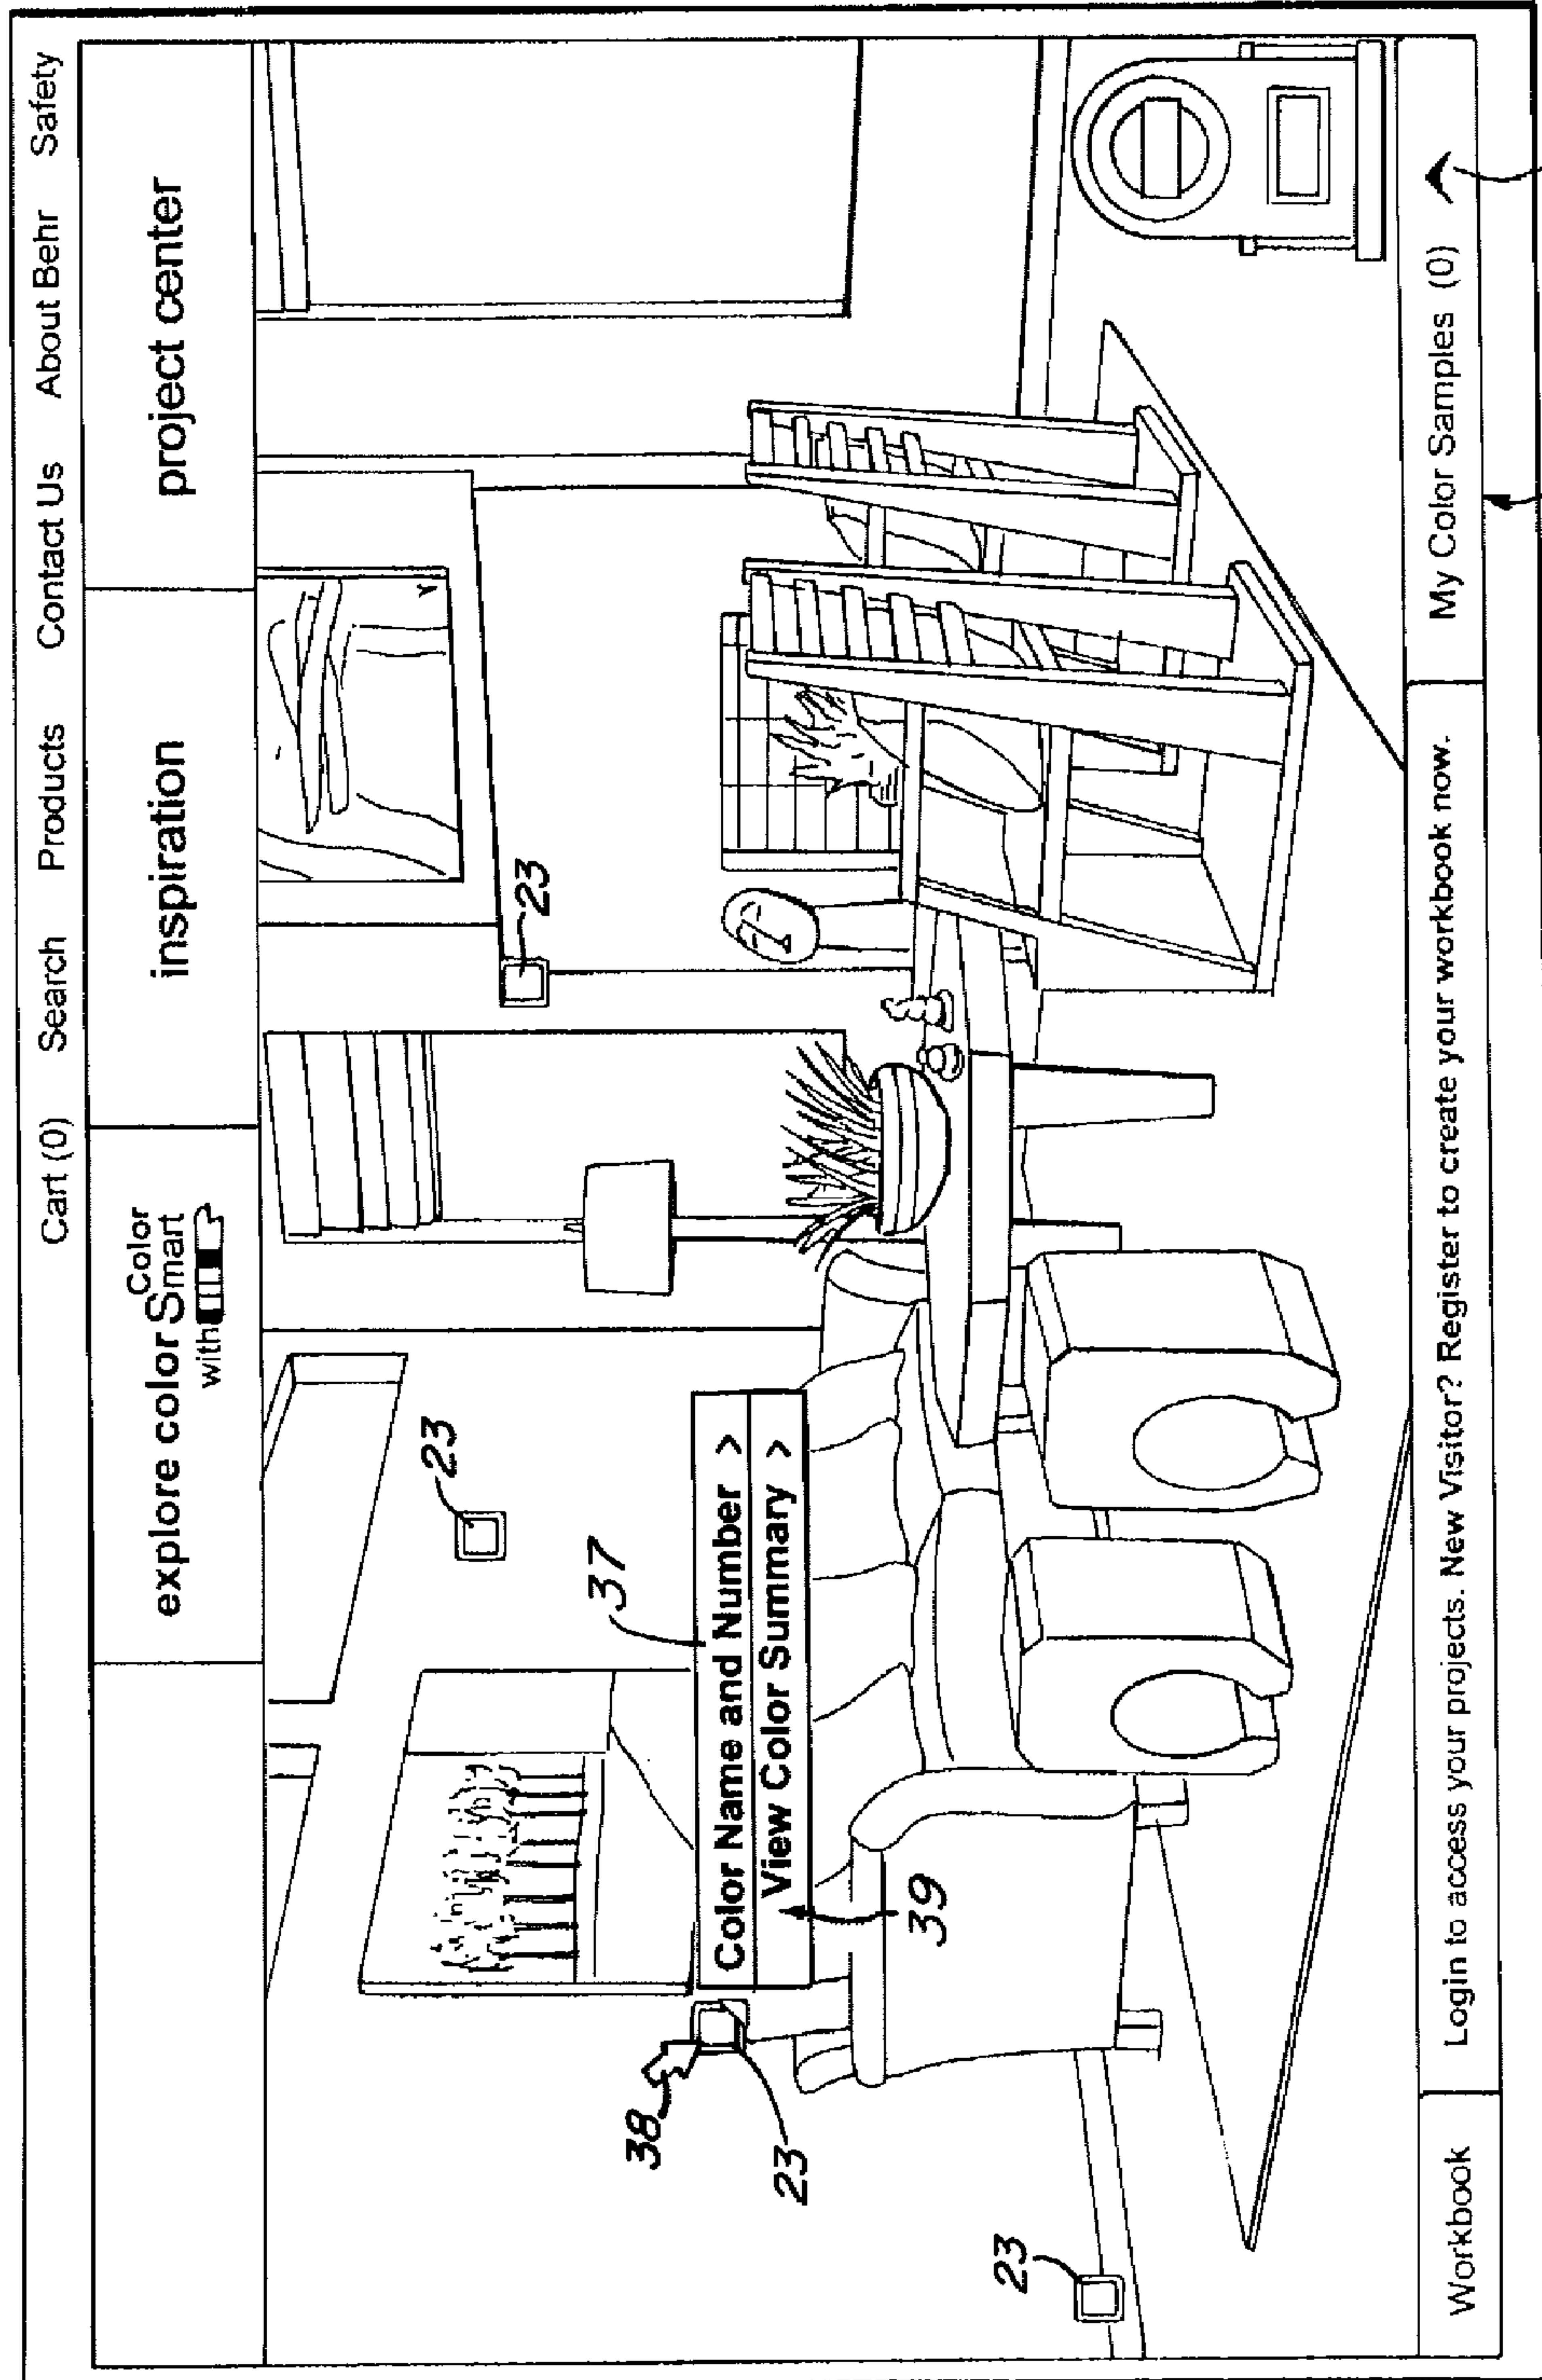 Cart (0) Search Products Contact Us About Behr Safety
explore color
with
Color
Smart
inspiration
project center
23
23
37
Color Name and Number >
View Color Summary >
38
23
39
23
Workbook
Login to access your projects. New Visitor? Register to create your workbook now.
My Color Samples (0)